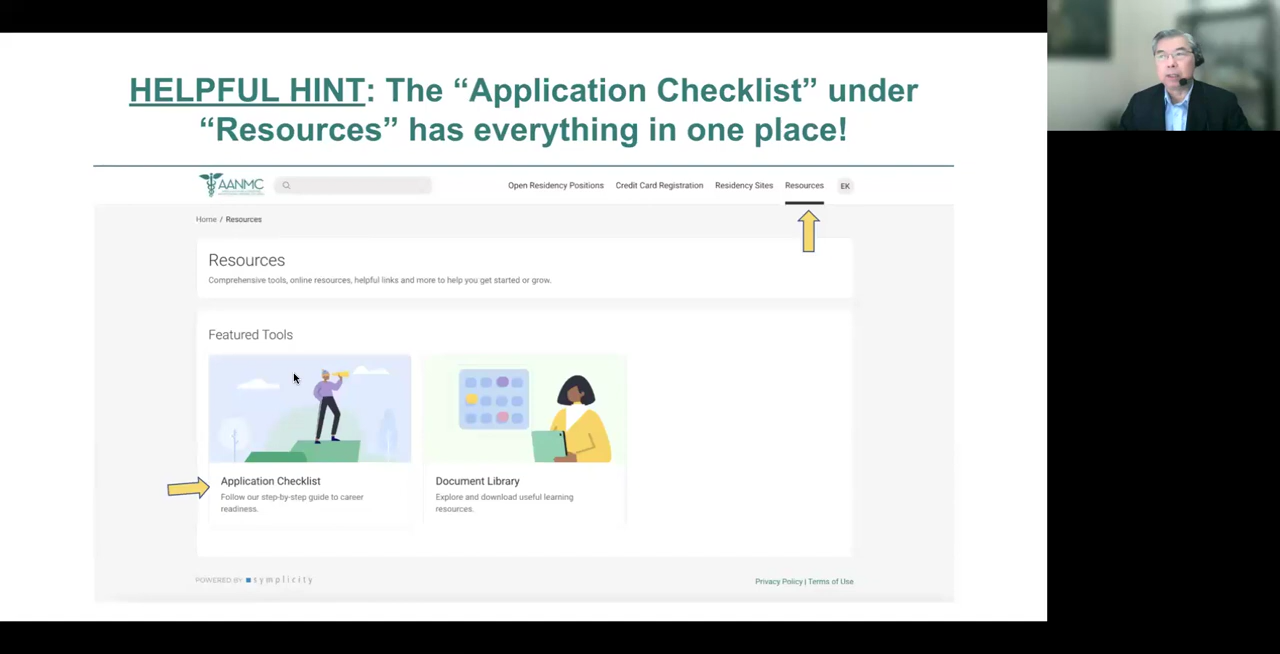 HELPFUL HINT: The “Application Checklist” under
“Resources” has everything in one place!
AANMC
Open Residency Positions Credit Card Registration Residency Sites Resources EK
Home / Resources
Resources
Comprehensive tools, online resources, helpful links and more to help you get started or grow.
Featured Tools
Application Checklist
Follow our step-by-step guide to career
readiness.
Document Library
Explore and download useful learning
resources.
POWERED BY symplicity
Privacy Policy | Terms of Use